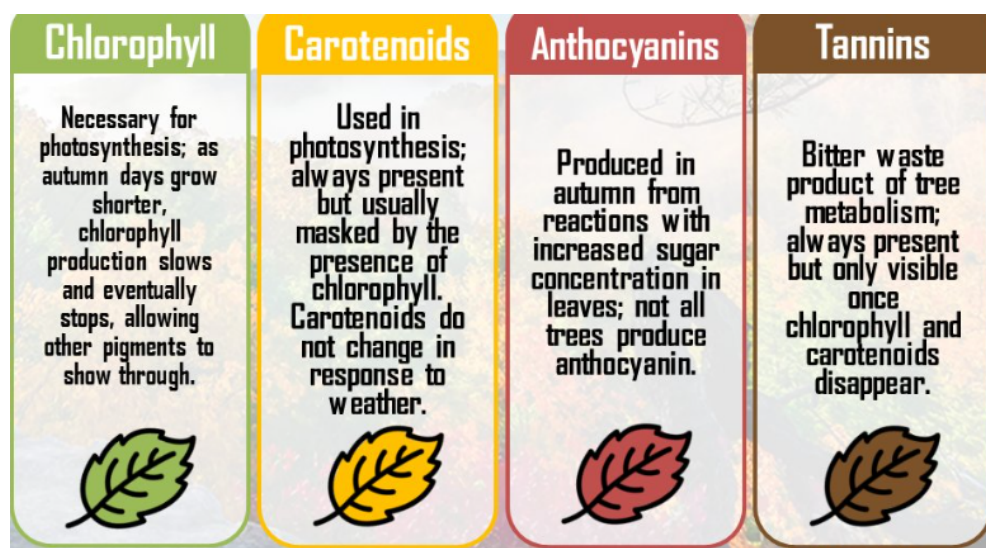 Chlorophyll
Necessary for
photosynthesis; as
autumn days grow
shorter,
chlorophyll
production slows
and eventually
stops, allowing
other pigments to
show through.
Carotenoids
Used in
photosynthesis;
always present
but usually
masked by the
presence of
chlorophyll.
Carotenoids do
not change in
response to
weather.
Anthocyanins
Produced in
autumn from
reactions with
increased sugar
concentration in
leaves; not all
trees produce
anthocyanin.
Tannins
Bitter waste
product of tree
metabolism;
always present
but only visible
once
chlorophyll and
carotenoids
disappear.